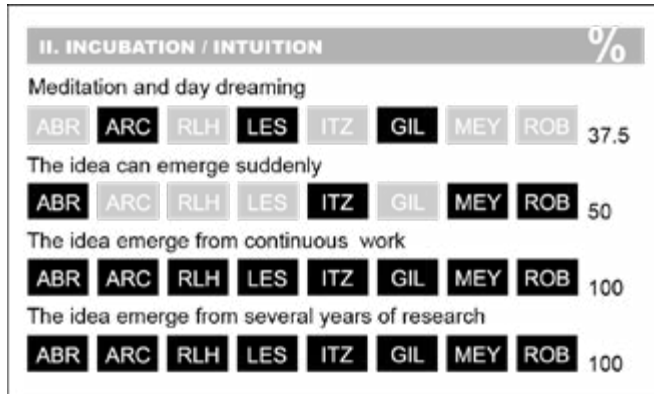 II. INCUBATION / INTUITION %
Meditation and day dreaming
ABR ARC RLH LES ITZ GIL MEY ROB 37.5
The idea can emerge suddenly
ABR ARC RLH LES ITZ GIL MEY ROB 50
The idea emerge from continuous work
ABR ARC RLH LES ITZ GIL MEY ROB 100
The idea emerge from several years of research
ABR ARC RLH LES ITZ GIL MEY ROB 100